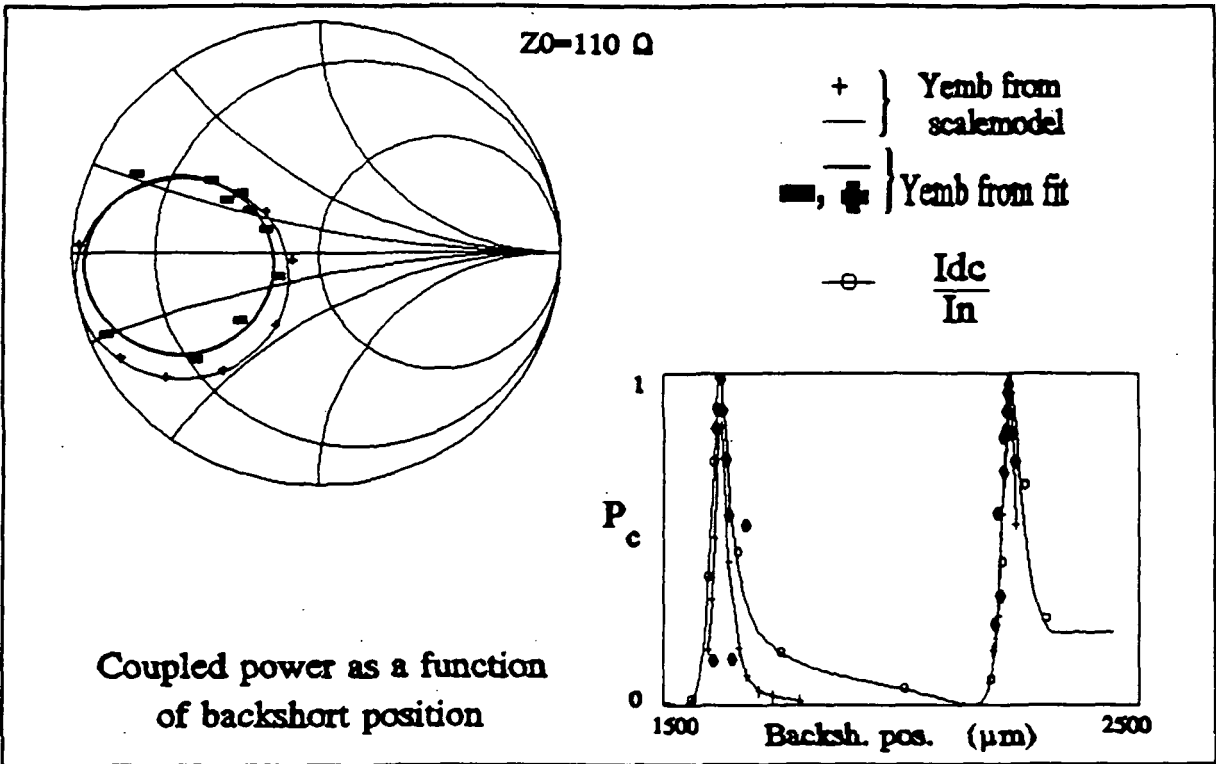 Z0=110 Ω
+ } Yemb from
scalemodel
, } Yemb from fit
Idc
In
1
P_c
0
1500 Backsh. pos. (μm) 2500
Coupled power as a function
of backshort position